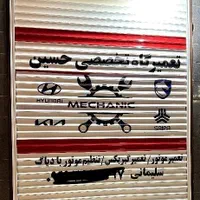 تعمیرگاه تخصصی حسین
HYUNDAI
MECHANIC
KIA
SAIPA
تعمیر موتور / تعمیر گیربکس / تنظیم موتور با دیاگ
سلیمانی